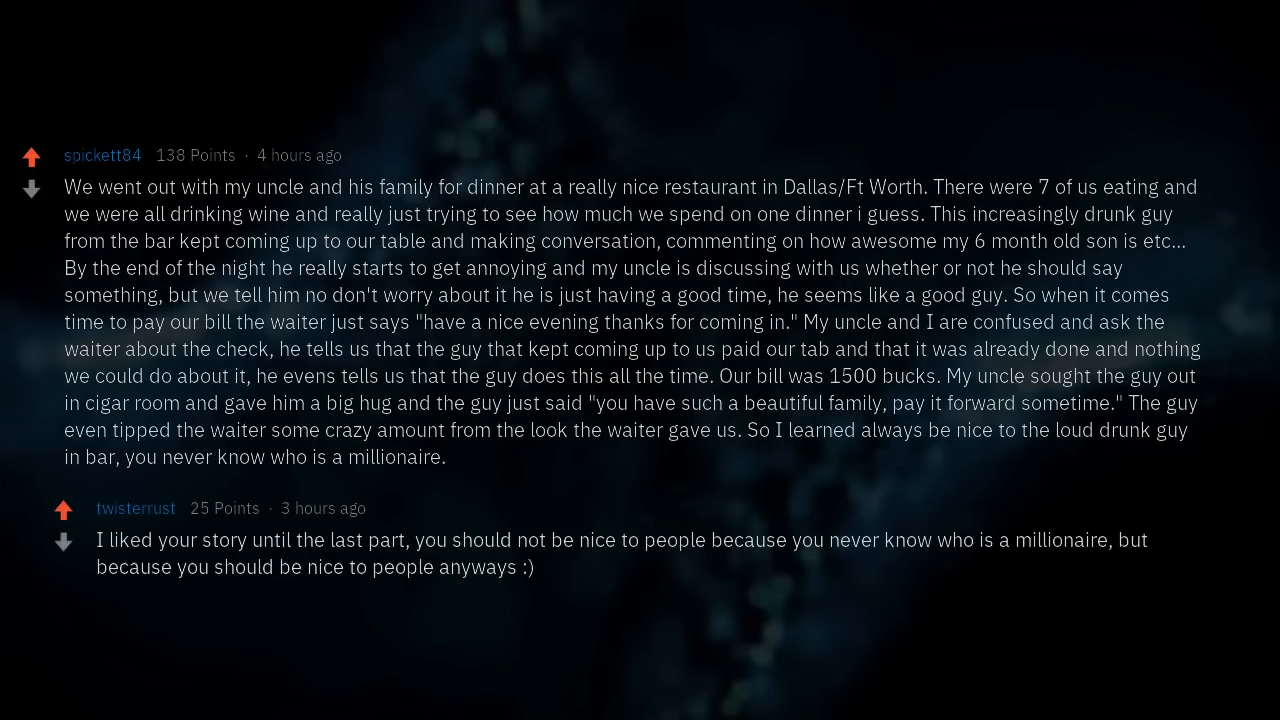 spickett84 138 Points · 4 hours ago
We went out with my uncle and his family for dinner at a really nice restaurant in Dallas/Ft Worth. There were 7 of us eating and
we were all drinking wine and really just trying to see how much we spend on one dinner i guess. This increasingly drunk guy
from the bar kept coming up to our table and making conversation, commenting on how awesome my 6 month old son is etc...
By the end of the night he really starts to get annoying and my uncle is discussing with us whether or not he should say
something, but we tell him no don't worry about it he is just having a good time, he seems like a good guy. So when it comes
time to pay our bill the waiter just says "have a nice evening thanks for coming in." My uncle and I are confused and ask the
waiter about the check, he tells us that the guy that kept coming up to us paid our tab and that it was already done and nothing
we could do about it, he evens tells us that the guy does this all the time. Our bill was 1500 bucks. My uncle sought the guy out
in cigar room and gave him a big hug and the guy just said "you have such a beautiful family, pay it forward sometime." The guy
even tipped the waiter some crazy amount from the look the waiter gave us. So I learned always be nice to the loud drunk guy
in bar, you never know who is a millionaire.
twisterrust 25 Points · 3 hours ago
I liked your story until the last part, you should not be nice to people because you never know who is a millionaire, but
because you should be nice to people anyways :)